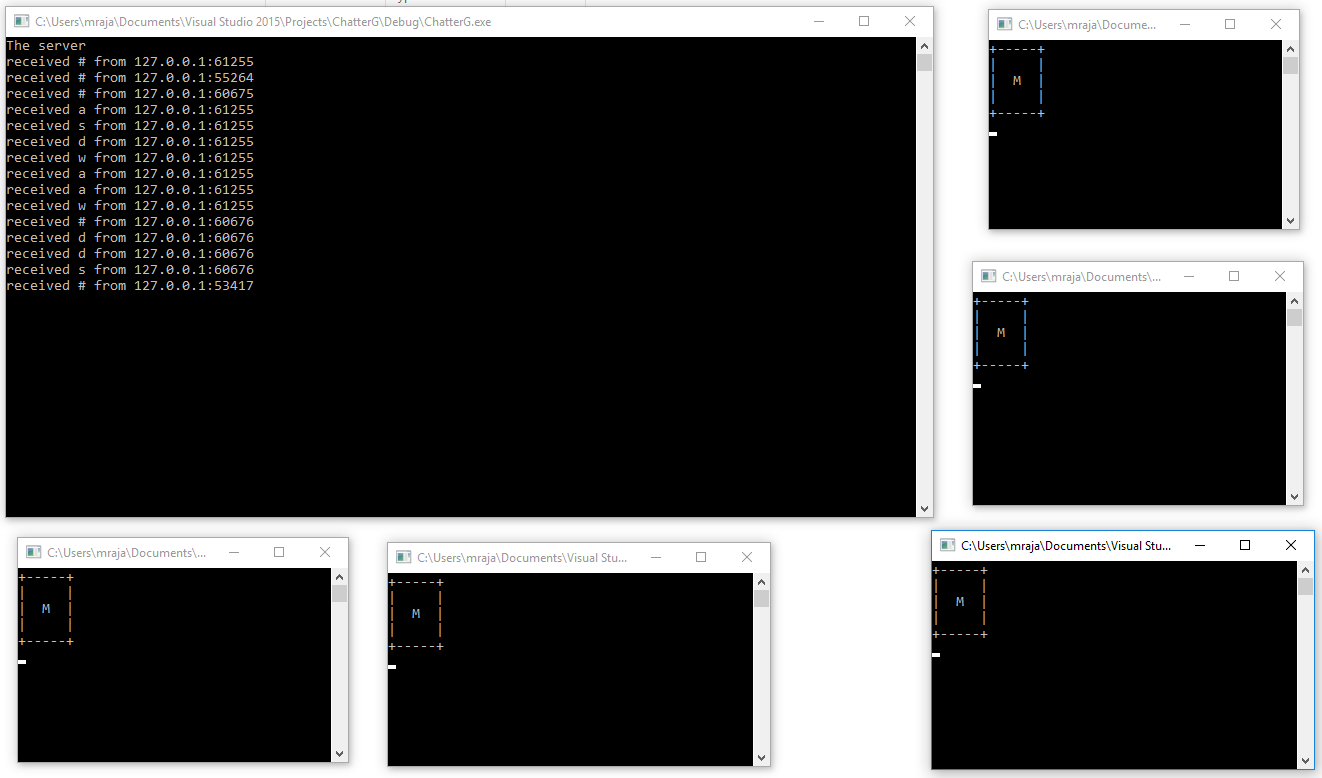 C:\Users\mraja\Documents\Visual Studio 2015\Projects\ChatterG\Debug\ChatterG.exe
The server
received # from 127.0.0.1:61255
received # from 127.0.0.1:55264
received # from 127.0.0.1:60675
received a from 127.0.0.1:61255
received s from 127.0.0.1:61255
received d from 127.0.0.1:61255
received w from 127.0.0.1:61255
received a from 127.0.0.1:61255
received a from 127.0.0.1:61255
received w from 127.0.0.1:61255
received # from 127.0.0.1:60676
received d from 127.0.0.1:60676
received d from 127.0.0.1:60676
received s from 127.0.0.1:60676
received # from 127.0.0.1:53417
C:\Users\mraja\Docume...
+-----+
|     |
|  M  |
|     |
+-----+
C:\Users\mraja\Documents\...
+-----+
|     |
|  M  |
|     |
+-----+
C:\Users\mraja\Documents\...
+-----+
|     |
|  M  |
|     |
+-----+
C:\Users\mraja\Documents\Visual Stu...
+-----+
|     |
|  M  |
|     |
+-----+
C:\Users\mraja\Documents\Visual Stu...
+-----+
|     |
|  M  |
|     |
+-----+